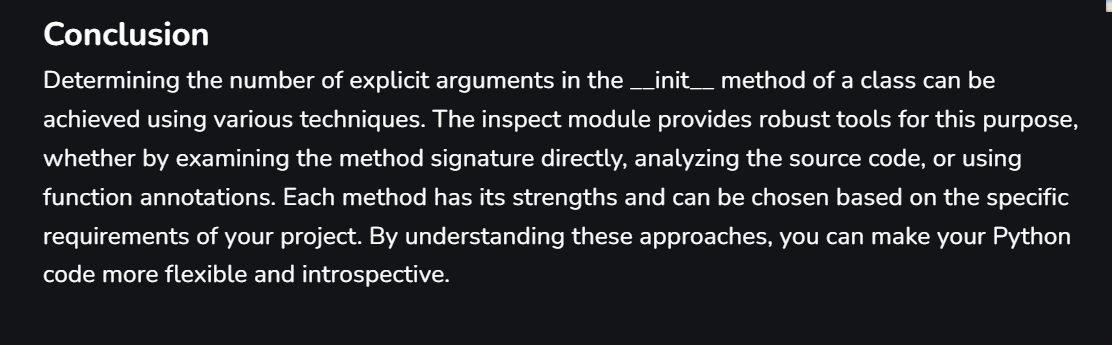 Conclusion
Determining the number of explicit arguments in the __init__ method of a class can be
achieved using various techniques. The inspect module provides robust tools for this purpose,
whether by examining the method signature directly, analyzing the source code, or using
function annotations. Each method has its strengths and can be chosen based on the specific
requirements of your project. By understanding these approaches, you can make your Python
code more flexible and introspective.